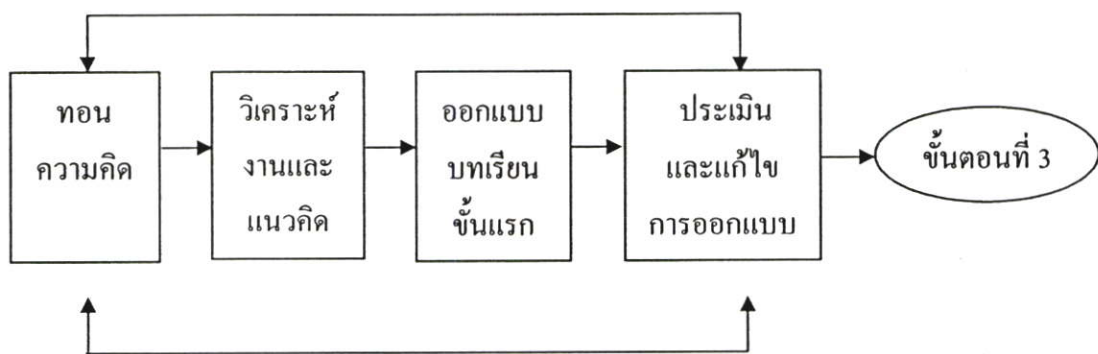 ทอน
ความคิด
วิเคราะห์
งานและ
แนวคิด
ออกแบบ
บทเรียน
ขั้นแรก
ประเมิน
และแก้ไข
การออกแบบ
ขั้นตอนที่ 3